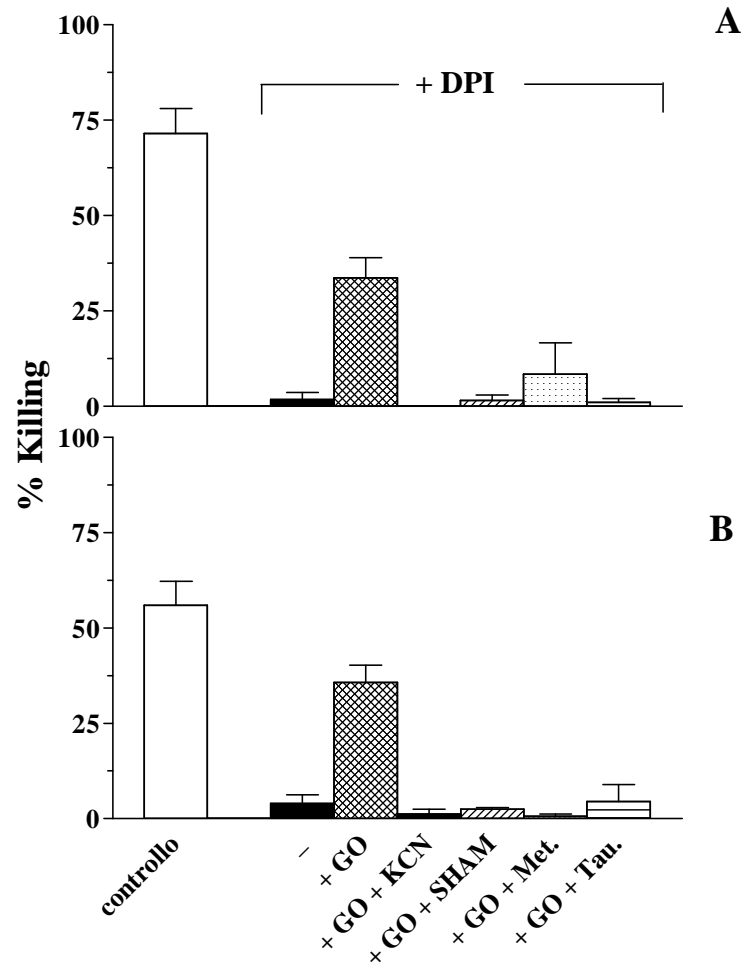 A
+ DPI
100
75
50
25
0
% Killing
B
100
75
50
25
0
controllo
–
+ GO
+ GO + KCN
+ GO + SHAM
+ GO + Met.
+ GO + Tau.